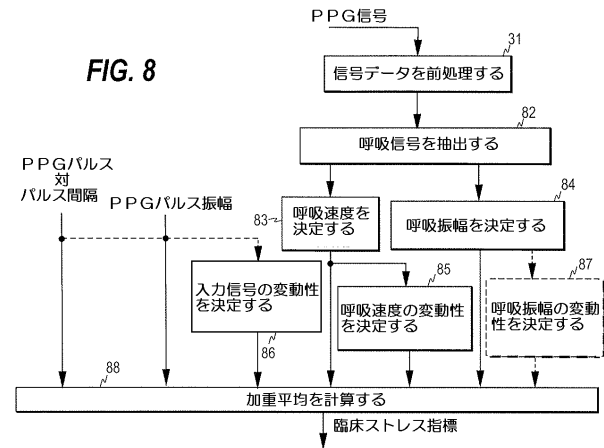 PPG信号
FIG. 8
31
信号データを前処理する
82
呼吸信号を抽出する
PPGパルス
対
パルス間隔
PPGパルス振幅
83
呼吸速度を
決定する
84
呼吸振幅を決定する
入力信号の変動性
を決定する
86
85
呼吸速度の変動性
を決定する
87
呼吸振幅の変動
性を決定する
88
加重平均を計算する
臨床ストレス指標